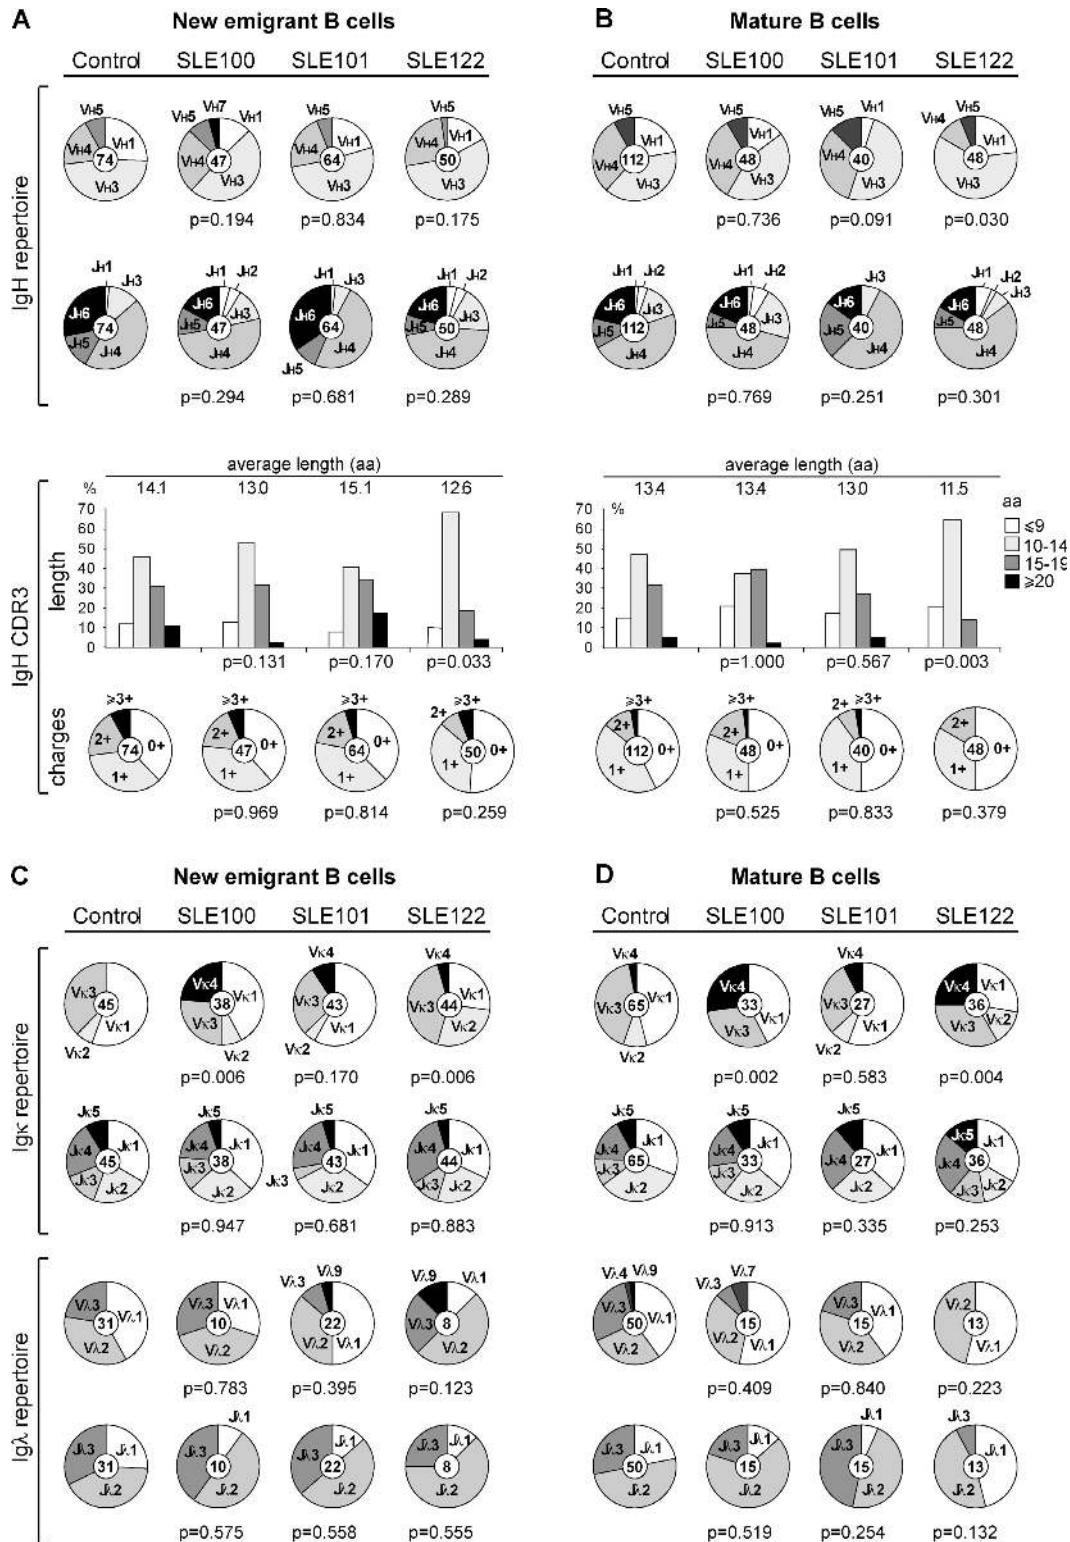 A New emigrant B cells
Control SLE100 SLE101 SLE122
IgH repertoire
VH5 VH4 74 VH1 VH3
VH5 VH7 VH1 VH4 47 VH3
VH5 VH4 VH1 64 VH3
VH5 VH4 VH1 50 VH3
p=0.194 p=0.834 p=0.175
JH1 JH3 JH6 74 JH5 JH4
JH1 JH2 JH6 JH3 47 JH5 JH4
JH1 JH3 JH6 64 JH4 JH5
JH1 JH2 JH6 JH3 JH5 50 JH4
p=0.294 p=0.681 p=0.289
IgH CDR3
average length (aa)
% 14.1 13.0 15.1 12.6
length
70
60
50
40
30
20
10
0
p=0.131 p=0.170 p=0.033
charges
≥3+ 2+ 74 0+ 1+
≥3+ 2+ 47 0+ 1+
≥3+ 2+ 64 0+ 1+
≥3+ 2+ 50 0+ 1+
p=0.969 p=0.814 p=0.259
B Mature B cells
Control SLE100 SLE101 SLE122
VH5 VH1 VH4 112 VH3
VH5 VH1 VH4 48 VH3
VH1 VH5 VH4 40 VH3
VH5 VH4 VH1 48 VH3
p=0.736 p=0.091 p=0.030
JH1 JH2 JH6 JH3 JH5 112 JH4
JH1 JH2 JH6 JH3 JH5 48 JH4
JH3 JH6 JH5 40 JH4
JH1 JH2 JH3 JH6 JH5 48 JH4
p=0.769 p=0.251 p=0.301
average length (aa)
13.4 13.4 13.0 11.5
%
70
60
50
40
30
20
10
0
aa
≤9
10-14
15-19
≥20
p=1.000 p=0.567 p=0.003
≥3+ 2+ 112 0+ 1+
≥3+ 2+ 48 0+ 1+
≥3+ 2+ 40 0+ 1+
2+ 48 0+ 1+
p=0.525 p=0.833 p=0.379
C New emigrant B cells
Control SLE100 SLE101 SLE122
Igκ repertoire
Vκ3 45 Vκ1 Vκ2
Vκ4 Vκ1 38 Vκ3 Vκ2
Vκ4 Vκ3 43 Vκ1 Vκ2
Vκ4 Vκ3 Vκ1 44 Vκ2
p=0.006 p=0.170 p=0.006
Jκ5 Jκ4 Jκ1 45 Jκ3 Jκ2
Jκ5 Jκ4 Jκ1 38 Jκ3 Jκ2
Jκ5 Jκ4 Jκ1 43 Jκ3 Jκ2
Jκ5 Jκ4 Jκ1 44 Jκ3 Jκ2
p=0.947 p=0.681 p=0.883
Igλ repertoire
Vλ3 31 Vλ1 Vλ2
Vλ3 10 Vλ1 Vλ2
Vλ3 Vλ9 22 Vλ2 Vλ1
Vλ9 Vλ1 Vλ3 8 Vλ2
p=0.783 p=0.395 p=0.123
Jλ3 Jλ1 31 Jλ2
Jλ1 Jλ3 10 Jλ2
Jλ1 Jλ3 22 Jλ2
Jλ3 Jλ1 8 Jλ2
p=0.575 p=0.558 p=0.555
D Mature B cells
Control SLE100 SLE101 SLE122
Vκ4 Vκ3 65 Vκ1 Vκ2
Vκ4 33 Vκ1 Vκ3
Vκ4 Vκ3 27 Vκ1 Vκ2
Vκ4 Vκ1 36 Vκ3 Vκ2
p=0.002 p=0.583 p=0.004
Jκ5 Jκ1 Jκ4 65 Jκ3 Jκ2
Jκ5 Jκ1 Jκ4 33 Jκ3 Jκ2
Jκ5 Jκ1 Jκ4 27 Jκ2
Jκ5 Jκ1 Jκ4 36 Jκ3 Jκ2
p=0.913 p=0.335 p=0.253
Vλ4 Vλ9 Vλ3 50 Vλ1 Vλ2
Vλ3 Vλ7 15 Vλ2 Vλ1
Vλ3 15 Vλ1 Vλ2
Vλ2 13 Vλ1
p=0.409 p=0.840 p=0.223
Jλ3 Jλ1 50 Jλ2
Jλ3 Jλ1 15 Jλ2
Jλ1 15 Jλ3 Jλ2
Jλ3 Jλ1 13 Jλ2
p=0.519 p=0.254 p=0.132